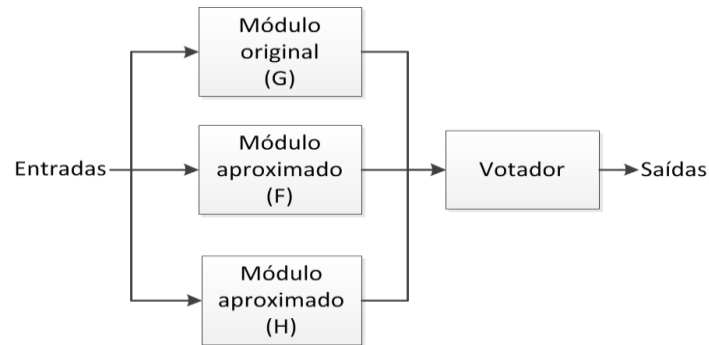 Módulo
original
(G)
Entradas
Módulo
aproximado
(F)
Votador
Saídas
Módulo
aproximado
(H)